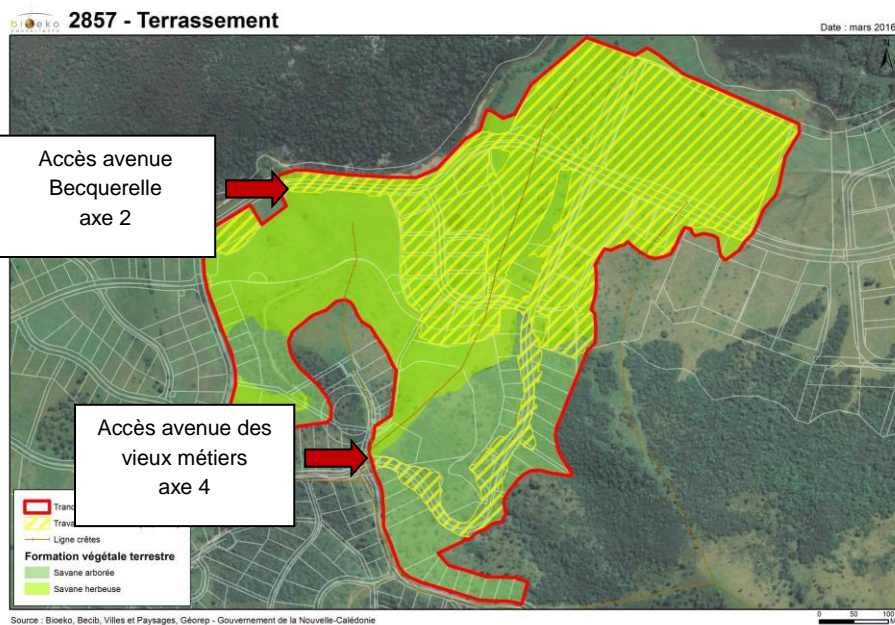 bioeko
CONSULTANTS
2857 - Terrassement
Date : mars 2016
N
Accès avenue
Becquerelle
axe 2
Accès avenue des
vieux métiers
axe 4
Ligne crêtes
Formation végétale terrestre
Savane arborée
Savane herbeuse
0 50 100
Source : Bioeko, Becib, Villes et Paysages, Géorep - Gouvernement de la Nouvelle-Calédonie